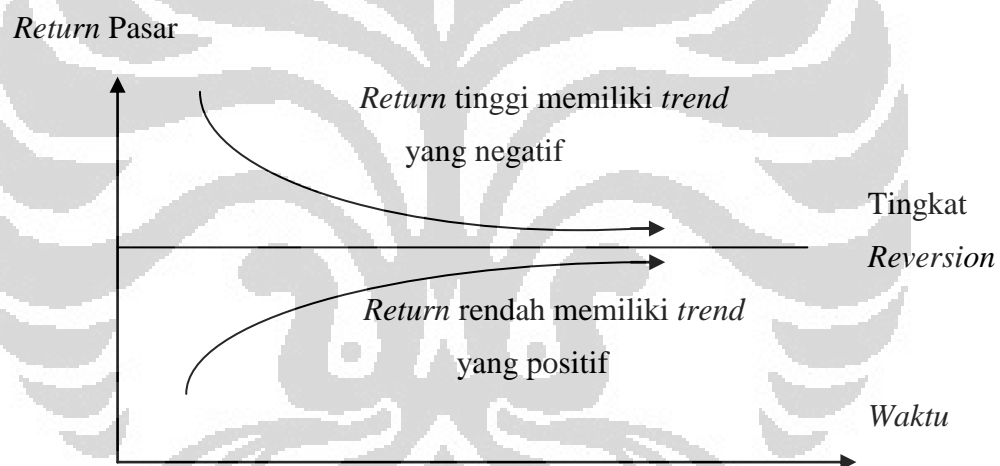 Return Pasar
Return tinggi memiliki trend
yang negatif
Tingkat
Reversion
Return rendah memiliki trend
yang positif
Waktu